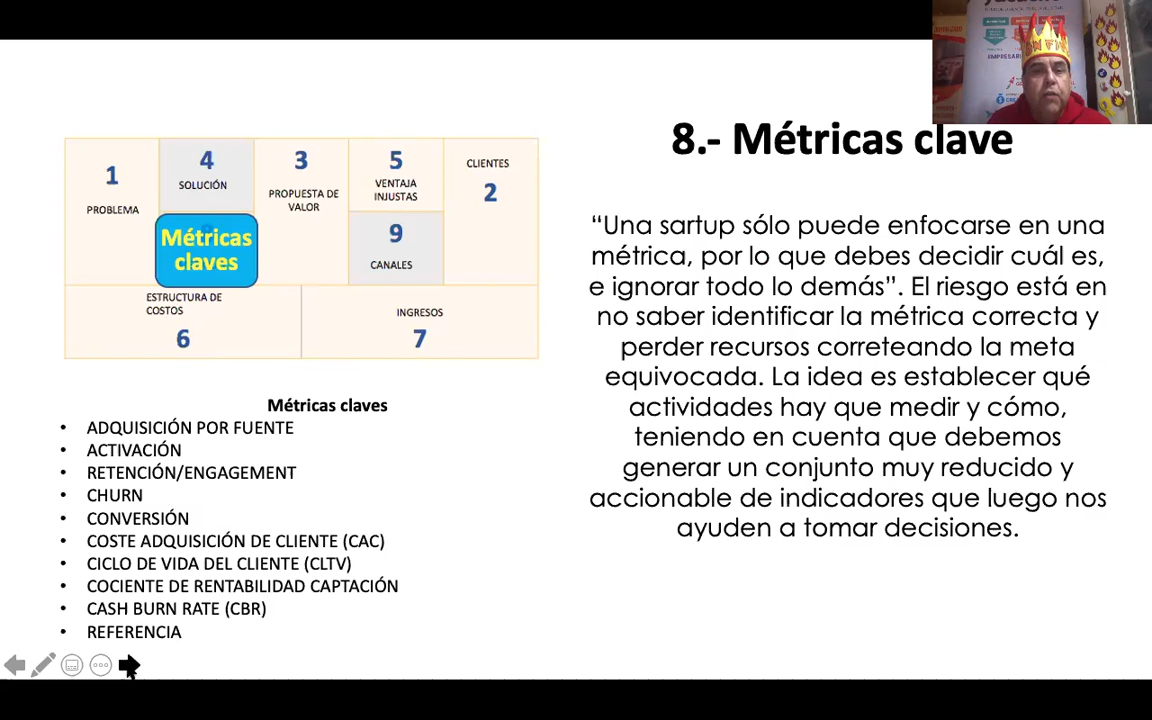 8.- Métricas clave
1
PROBLEMA
4
SOLUCIÓN
3
PROPUESTA DE
VALOR
5
VENTAJA
INJUSTAS
CLIENTES
2
Métricas
claves
9
CANALES
ESTRUCTURA DE
COSTOS
6
INGRESOS
7
Métricas claves
• ADQUISICIÓN POR FUENTE
• ACTIVACIÓN
• RETENCIÓN/ENGAGEMENT
• CHURN
• CONVERSIÓN
• COSTE ADQUISICIÓN DE CLIENTE (CAC)
• CICLO DE VIDA DEL CLIENTE (CLTV)
• COCIENTE DE RENTABILIDAD CAPTACIÓN
• CASH BURN RATE (CBR)
• REFERENCIA
“Una sartup sólo puede enfocarse en una
métrica, por lo que debes decidir cuál es,
e ignorar todo lo demás”. El riesgo está en
no saber identificar la métrica correcta y
perder recursos correteando la meta
equivocada. La idea es establecer qué
actividades hay que medir y cómo,
teniendo en cuenta que debemos
generar un conjunto muy reducido y
accionable de indicadores que luego nos
ayuden a tomar decisiones.